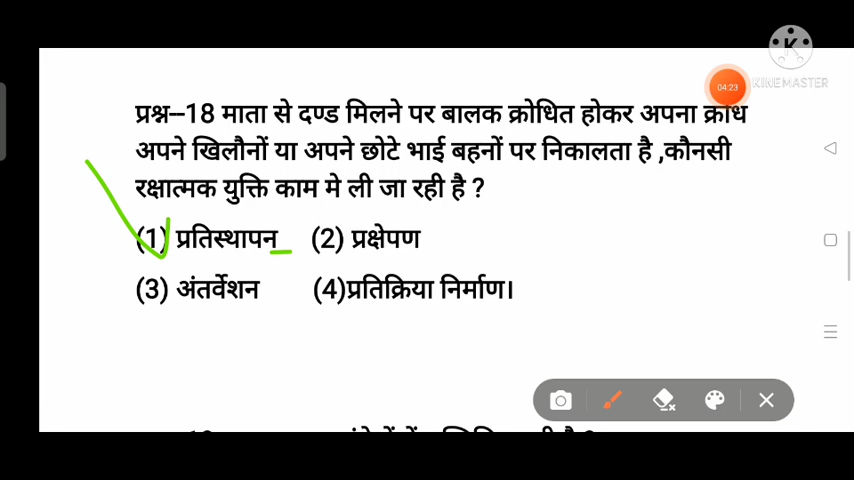 KINEMASTER
04:23
प्रश्न–18 माता से दण्ड मिलने पर बालक क्रोधित होकर अपना क्रोध
अपने खिलौनों या अपने छोटे भाई बहनों पर निकालता है ,कौनसी
रक्षात्मक युक्ति काम मे ली जा रही है ?
(1) प्रतिस्थापन (2) प्रक्षेपण
(3) अंतर्वेशन (4)प्रतिक्रिया निर्माण।